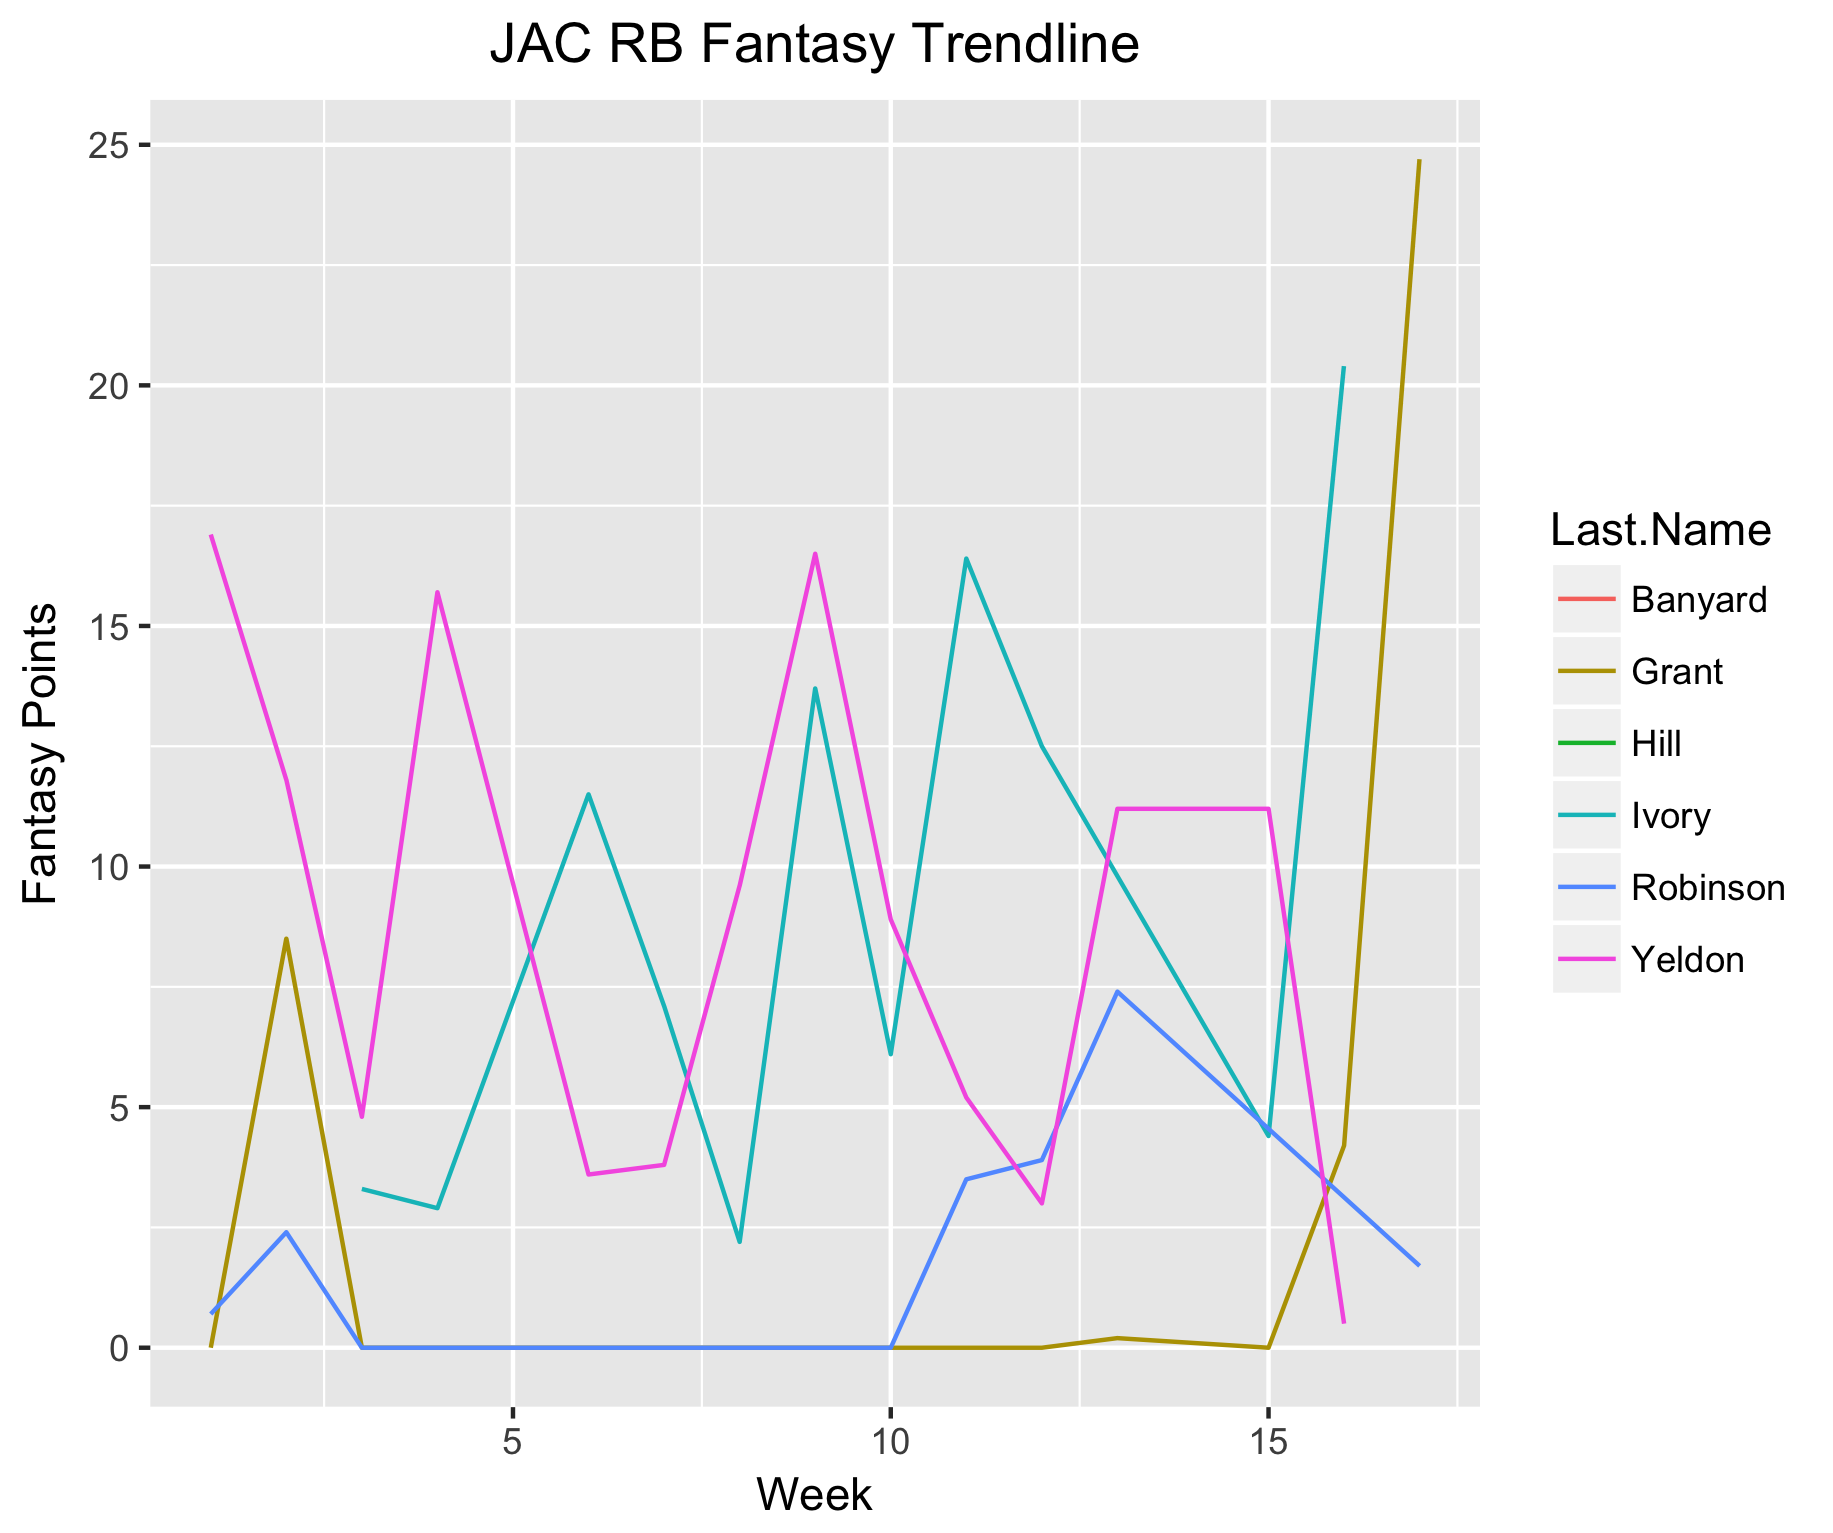 JAC RB Fantasy Trendline
25
20
15
10
5
0
Fantasy Points
5 10 15
Week
Last.Name
Banyard
Grant
Hill
Ivory
Robinson
Yeldon